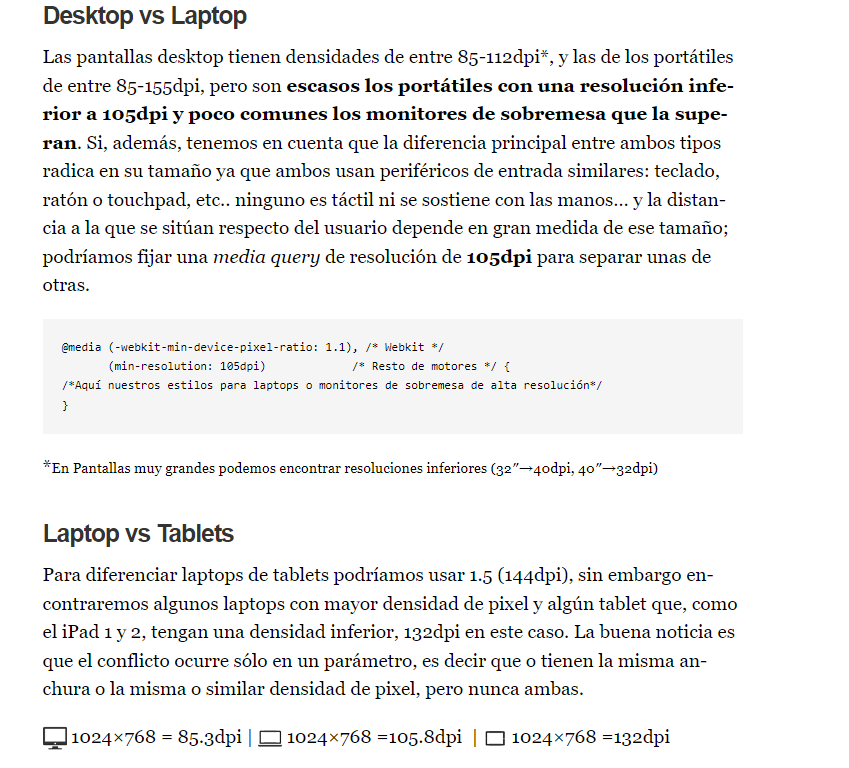 Desktop vs Laptop
Las pantallas desktop tienen densidades de entre 85-112dpi*, y las de los portátiles
de entre 85-155dpi, pero son escasos los portátiles con una resolución infe-
rior a 105dpi y poco comunes los monitores de sobremesa que la supe-
ran. Si, además, tenemos en cuenta que la diferencia principal entre ambos tipos
radica en su tamaño ya que ambos usan periféricos de entrada similares: teclado,
ratón o touchpad, etc.. ninguno es táctil ni se sostiene con las manos... y la distan-
cia a la que se sitúan respecto del usuario depende en gran medida de ese tamaño;
podríamos fijar una media query de resolución de 105dpi para separar unas de
otras.
@media (-webkit-min-device-pixel-ratio: 1.1), /* Webkit */
(min-resolution: 105dpi) /* Resto de motores */ {
/*Aquí nuestros estilos para laptops o monitores de sobremesa de alta resolución*/
}
*En Pantallas muy grandes podemos encontrar resoluciones inferiores (32″→40dpi, 40″→32dpi)
Laptop vs Tablets
Para diferenciar laptops de tablets podríamos usar 1.5 (144dpi), sin embargo en-
contraremos algunos laptops con mayor densidad de pixel y algún tablet que, como
el iPad 1 y 2, tengan una densidad inferior, 132dpi en este caso. La buena noticia es
que el conflicto ocurre sólo en un parámetro, es decir que o tienen la misma an-
chura o la misma o similar densidad de pixel, pero nunca ambas.
1024×768 = 85.3dpi | 1024×768 =105.8dpi | 1024×768 =132dpi